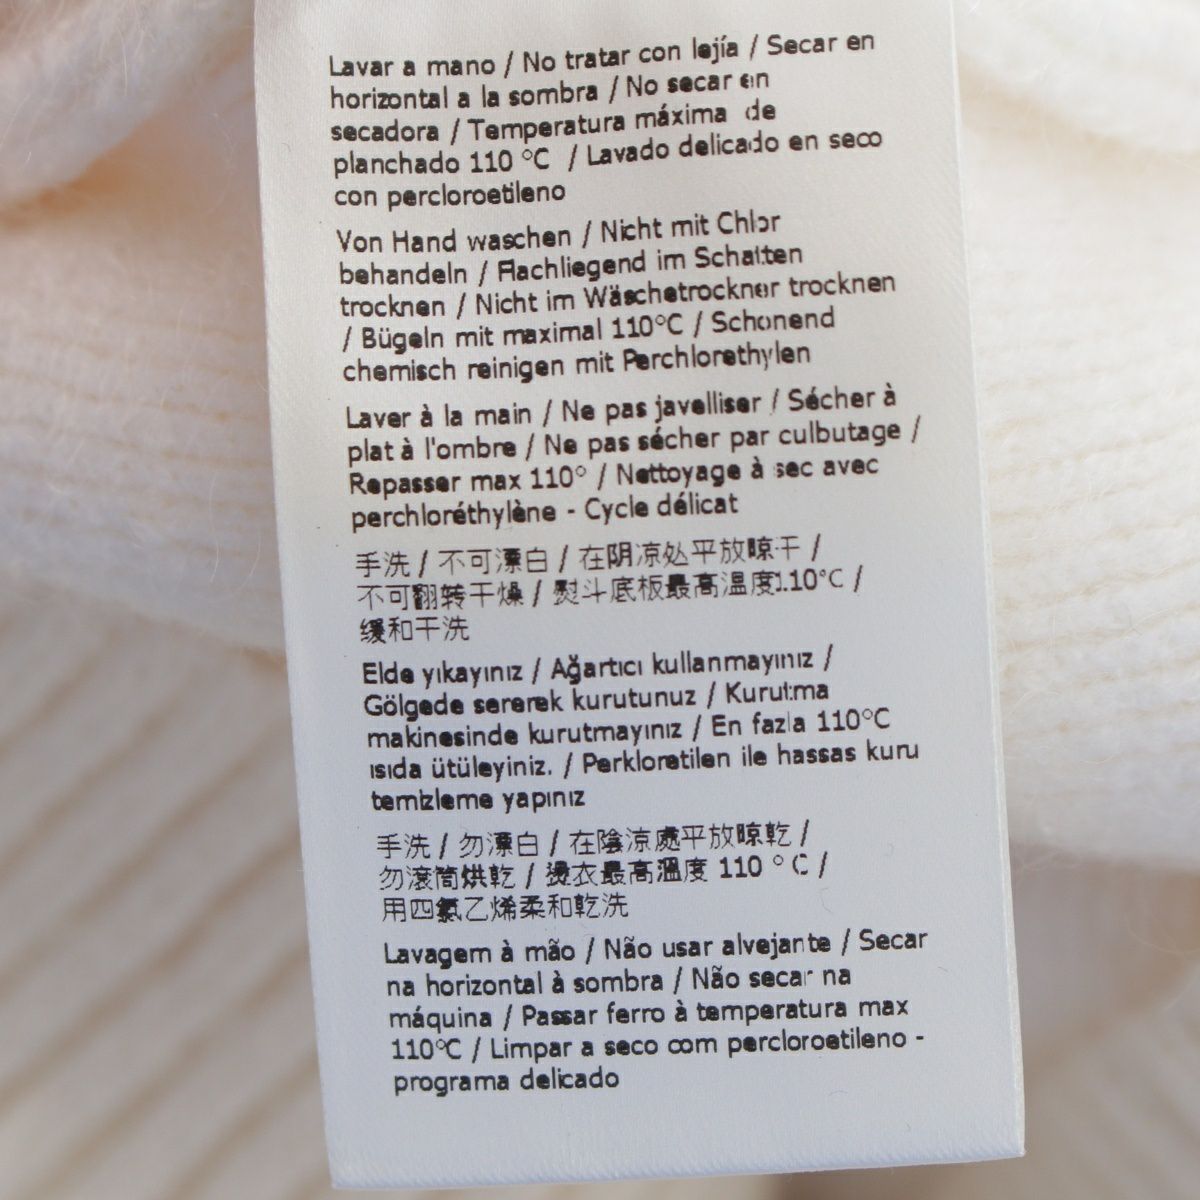 Lavar a mano / No tratar con lejía / Secar en
horizontal a la sombra / No secar en
secadora / Temperatura máxima de
planchado 110 °C / Lavado delicado en seco
con percloroetileno
Von Hand waschen / Nicht mit Chlor
behandeln / Flachliegend im Schatten
trocknen / Nicht im Wäschetrockner trocknen
/ Bügeln mit maximal 110°C / Schonend
chemisch reinigen mit Perchlorethylen
Laver à la main / Ne pas javelliser / Sécher à
plat à l'ombre / Ne pas sécher par culbutage /
Repasser max 110° / Nettoyage à sec avec
perchloréthylène - Cycle délicat
手洗 / 不可漂白 / 在阴凉处平放晾干 /
不可翻转干燥 / 熨斗底板最高温度110°C /
缓和干洗
Elde yıkayınız / Ağartıcı kullanmayınız /
Gölgede sererek kurutunuz / Kurutma
makinesinde kurutmayınız / En fazla 110°C
ısıda ütüleyiniz. / Perkloretilen ile hassas kuru
temizleme yapınız
手洗 / 勿漂白 / 在陰涼處平放晾乾 /
勿滾筒烘乾 / 燙衣最高溫度 110 ° C /
用四氯乙烯柔和乾洗
Lavagem à mão / Não usar alvejante / Secar
na horizontal à sombra / Não secar na
máquina / Passar ferro à temperatura max
110°C / Limpar a seco com percloroetileno -
programa delicado